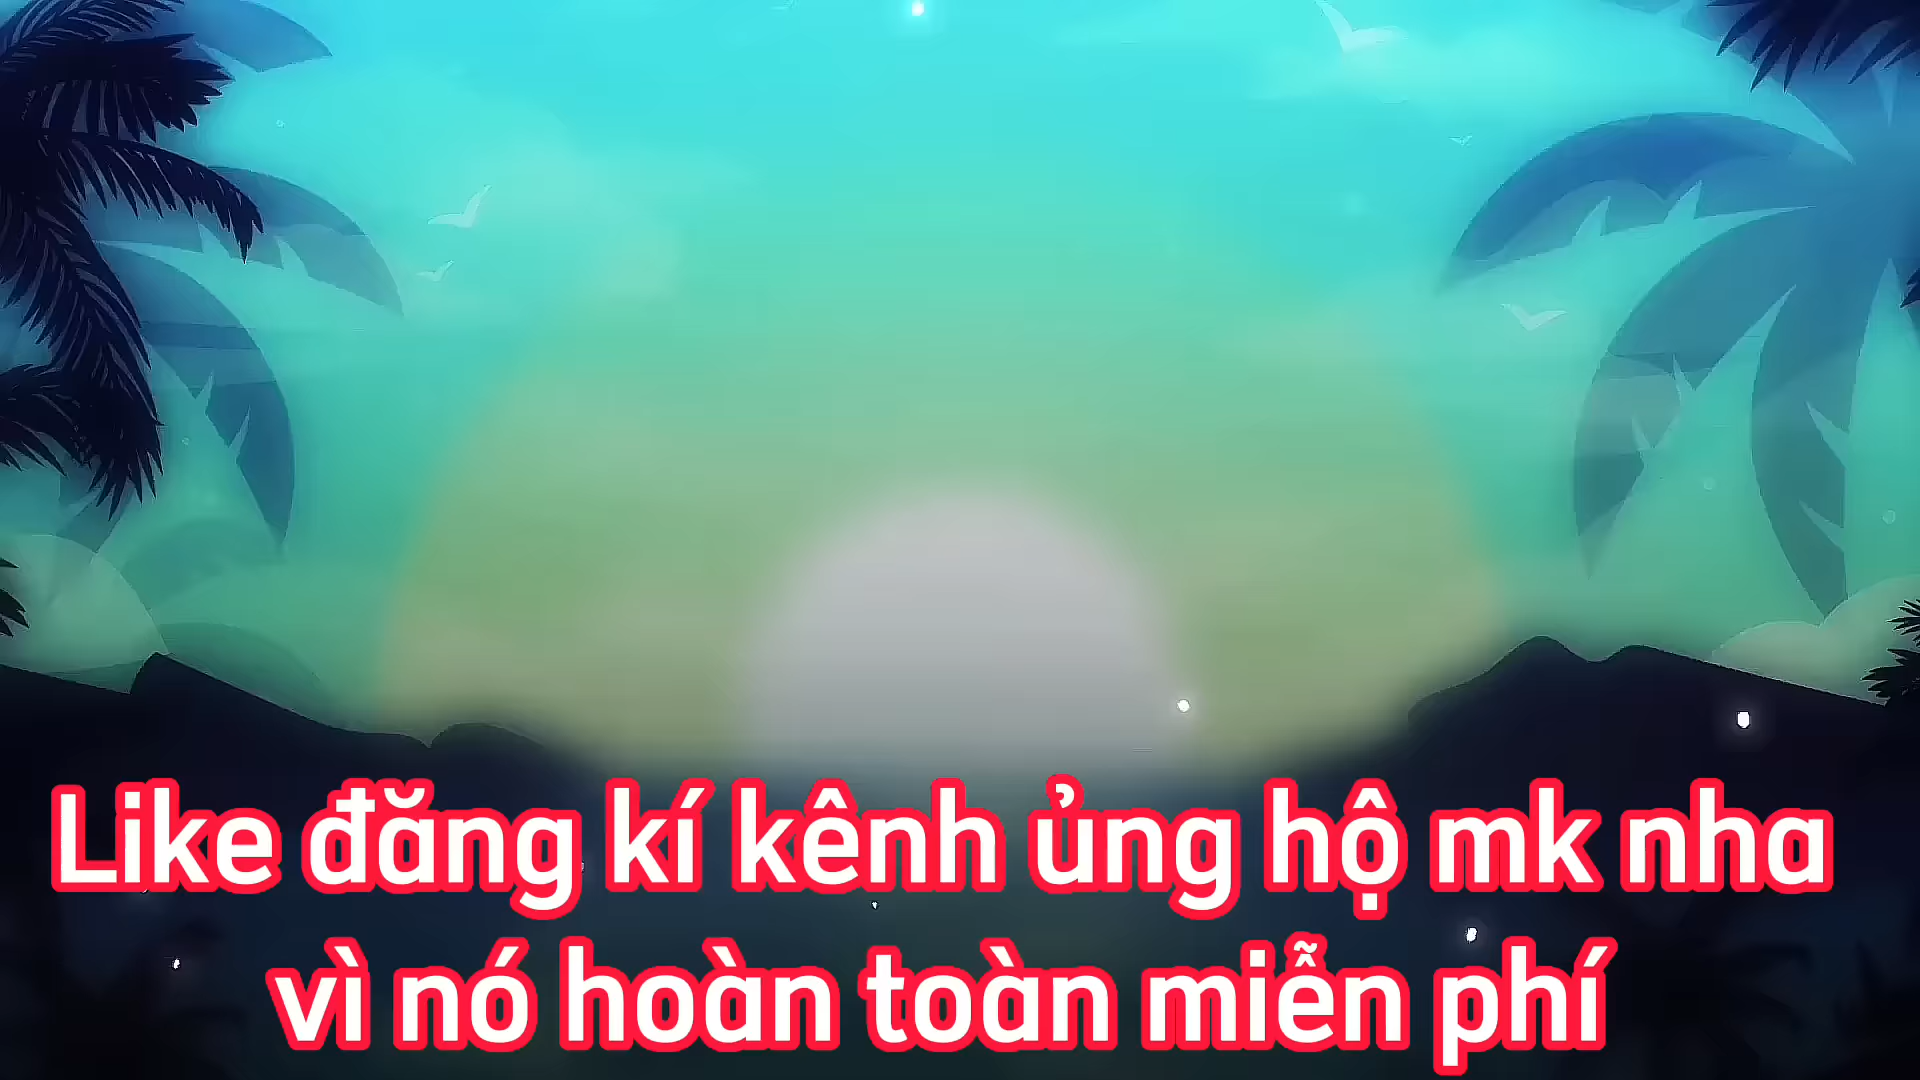 Like đăng kí kênh ủng hộ mk nha
vì nó hoàn toàn miễn phí